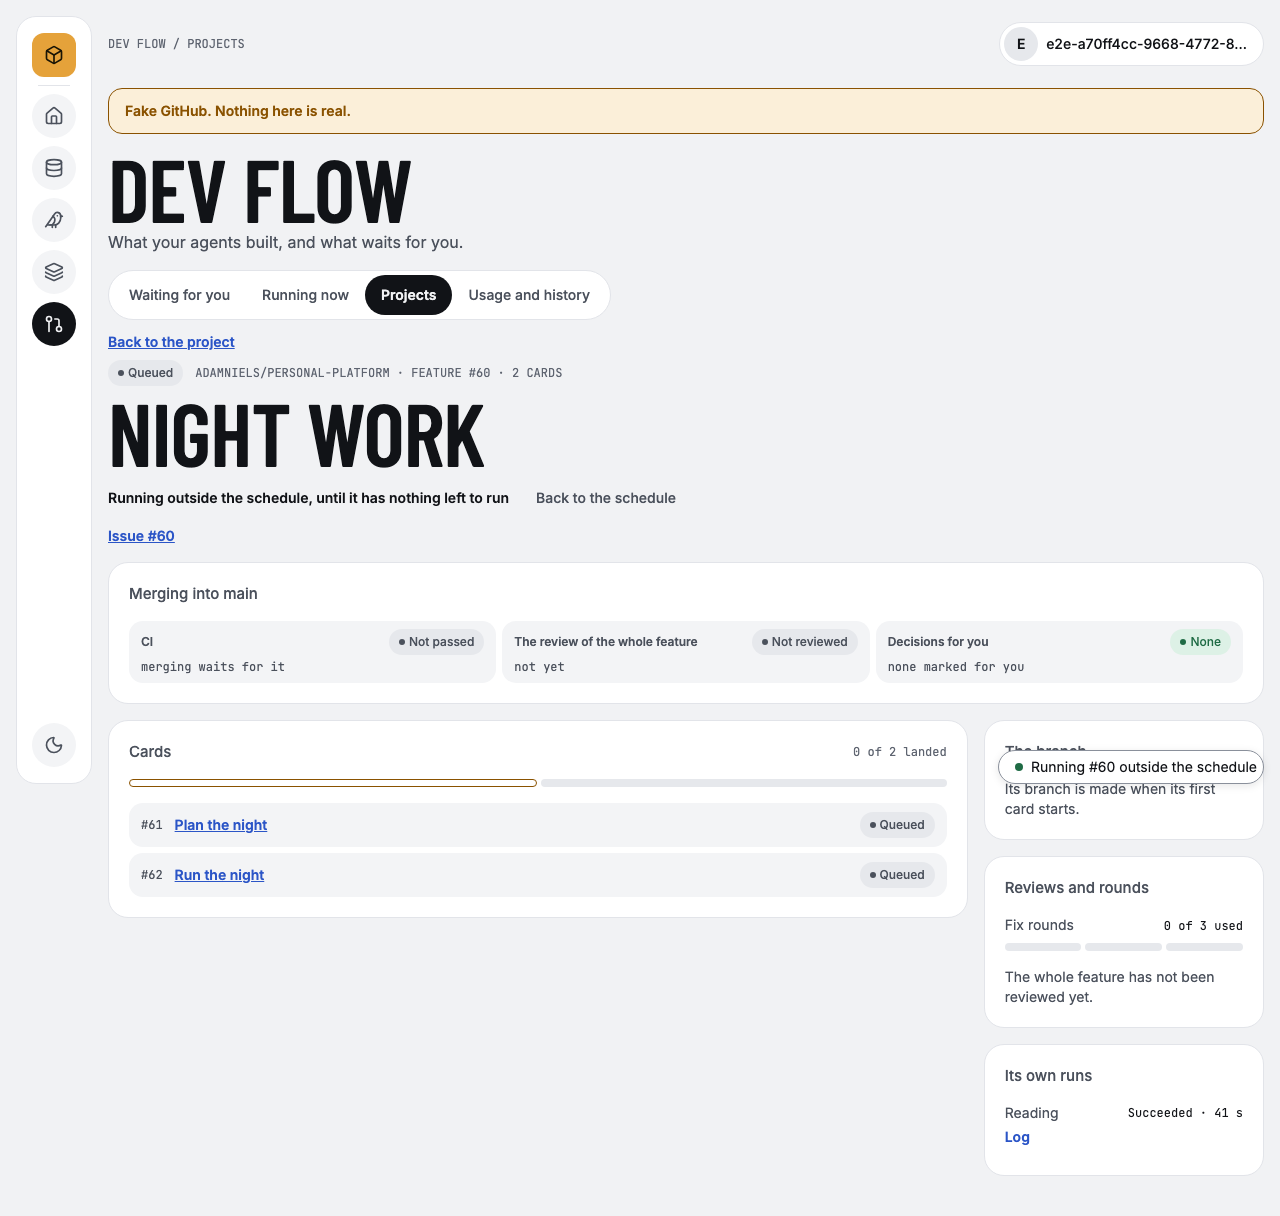 DEV FLOW / PROJECTS
E
e2e-a70ff4cc-9668-4772-8...
Fake GitHub. Nothing here is real.
DEV FLOW
What your agents built, and what waits for you.
Waiting for you
Running now
Projects
Usage and history
Back to the project
Queued
ADAMNIELS/PERSONAL-PLATFORM · FEATURE #60 · 2 CARDS
NIGHT WORK
Running outside the schedule, until it has nothing left to run
Back to the schedule
Issue #60
Merging into main
CI
Not passed
merging waits for it
The review of the whole feature
Not reviewed
not yet
Decisions for you
None
none marked for you
Cards
0 of 2 landed
#61 Plan the night
Queued
#62 Run the night
Queued
The branch
Running #60 outside the schedule
Its branch is made when its first
card starts.
Reviews and rounds
Fix rounds
0 of 3 used
The whole feature has not been
reviewed yet.
Its own runs
Reading
Succeeded · 41 s
Log